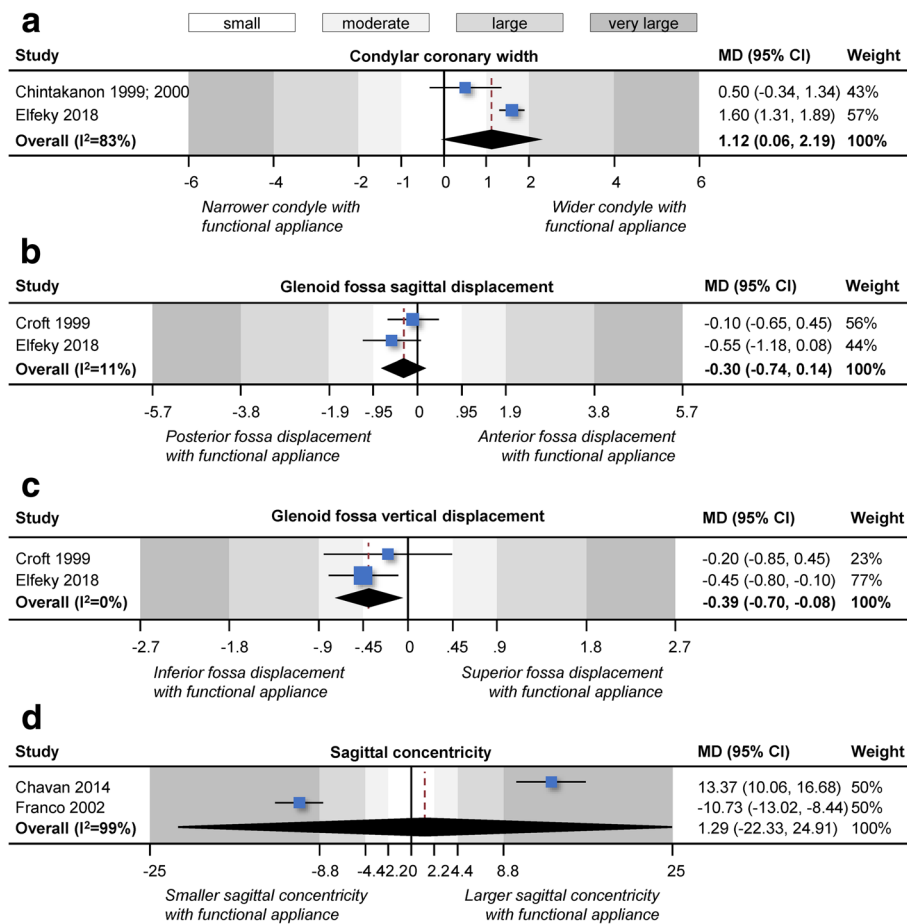 a
small moderate large very large
Study Condylar coronary width MD (95% CI) Weight
Chintakanon 1999; 2000 0.50 (-0.34, 1.34) 43%
Elfeky 2018 1.60 (1.31, 1.89) 57%
Overall (I²=83%) 1.12 (0.06, 2.19) 100%
-6 -4 -2 -1 0 1 2 4 6
Narrower condyle with Wider condyle with
functional appliance functional appliance
b
Study Glenoid fossa sagittal displacement MD (95% CI) Weight
Croft 1999 -0.10 (-0.65, 0.45) 56%
Elfeky 2018 -0.55 (-1.18, 0.08) 44%
Overall (I²=11%) -0.30 (-0.74, 0.14) 100%
-5.7 -3.8 -1.9 -.95 0 .95 1.9 3.8 5.7
Posterior fossa displacement Anterior fossa displacement
with functional appliance with functional appliance
c
Study Glenoid fossa vertical displacement MD (95% CI) Weight
Croft 1999 -0.20 (-0.85, 0.45) 23%
Elfeky 2018 -0.45 (-0.80, -0.10) 77%
Overall (I²=0%) -0.39 (-0.70, -0.08) 100%
-2.7 -1.8 -.9 -.45 0 .45 .9 1.8 2.7
Inferior fossa displacement Superior fossa displacement
with functional appliance with functional appliance
d
Study Sagittal concentricity MD (95% CI) Weight
Chavan 2014 13.37 (10.06, 16.68) 50%
Franco 2002 -10.73 (-13.02, -8.44) 50%
Overall (I²=99%) 1.29 (-22.33, 24.91) 100%
-25 -8.8 -4.4 -2.2 0 2.2 4.4 8.8 25
Smaller sagittal concentricity Larger sagittal concentricity
with functional appliance with functional appliance